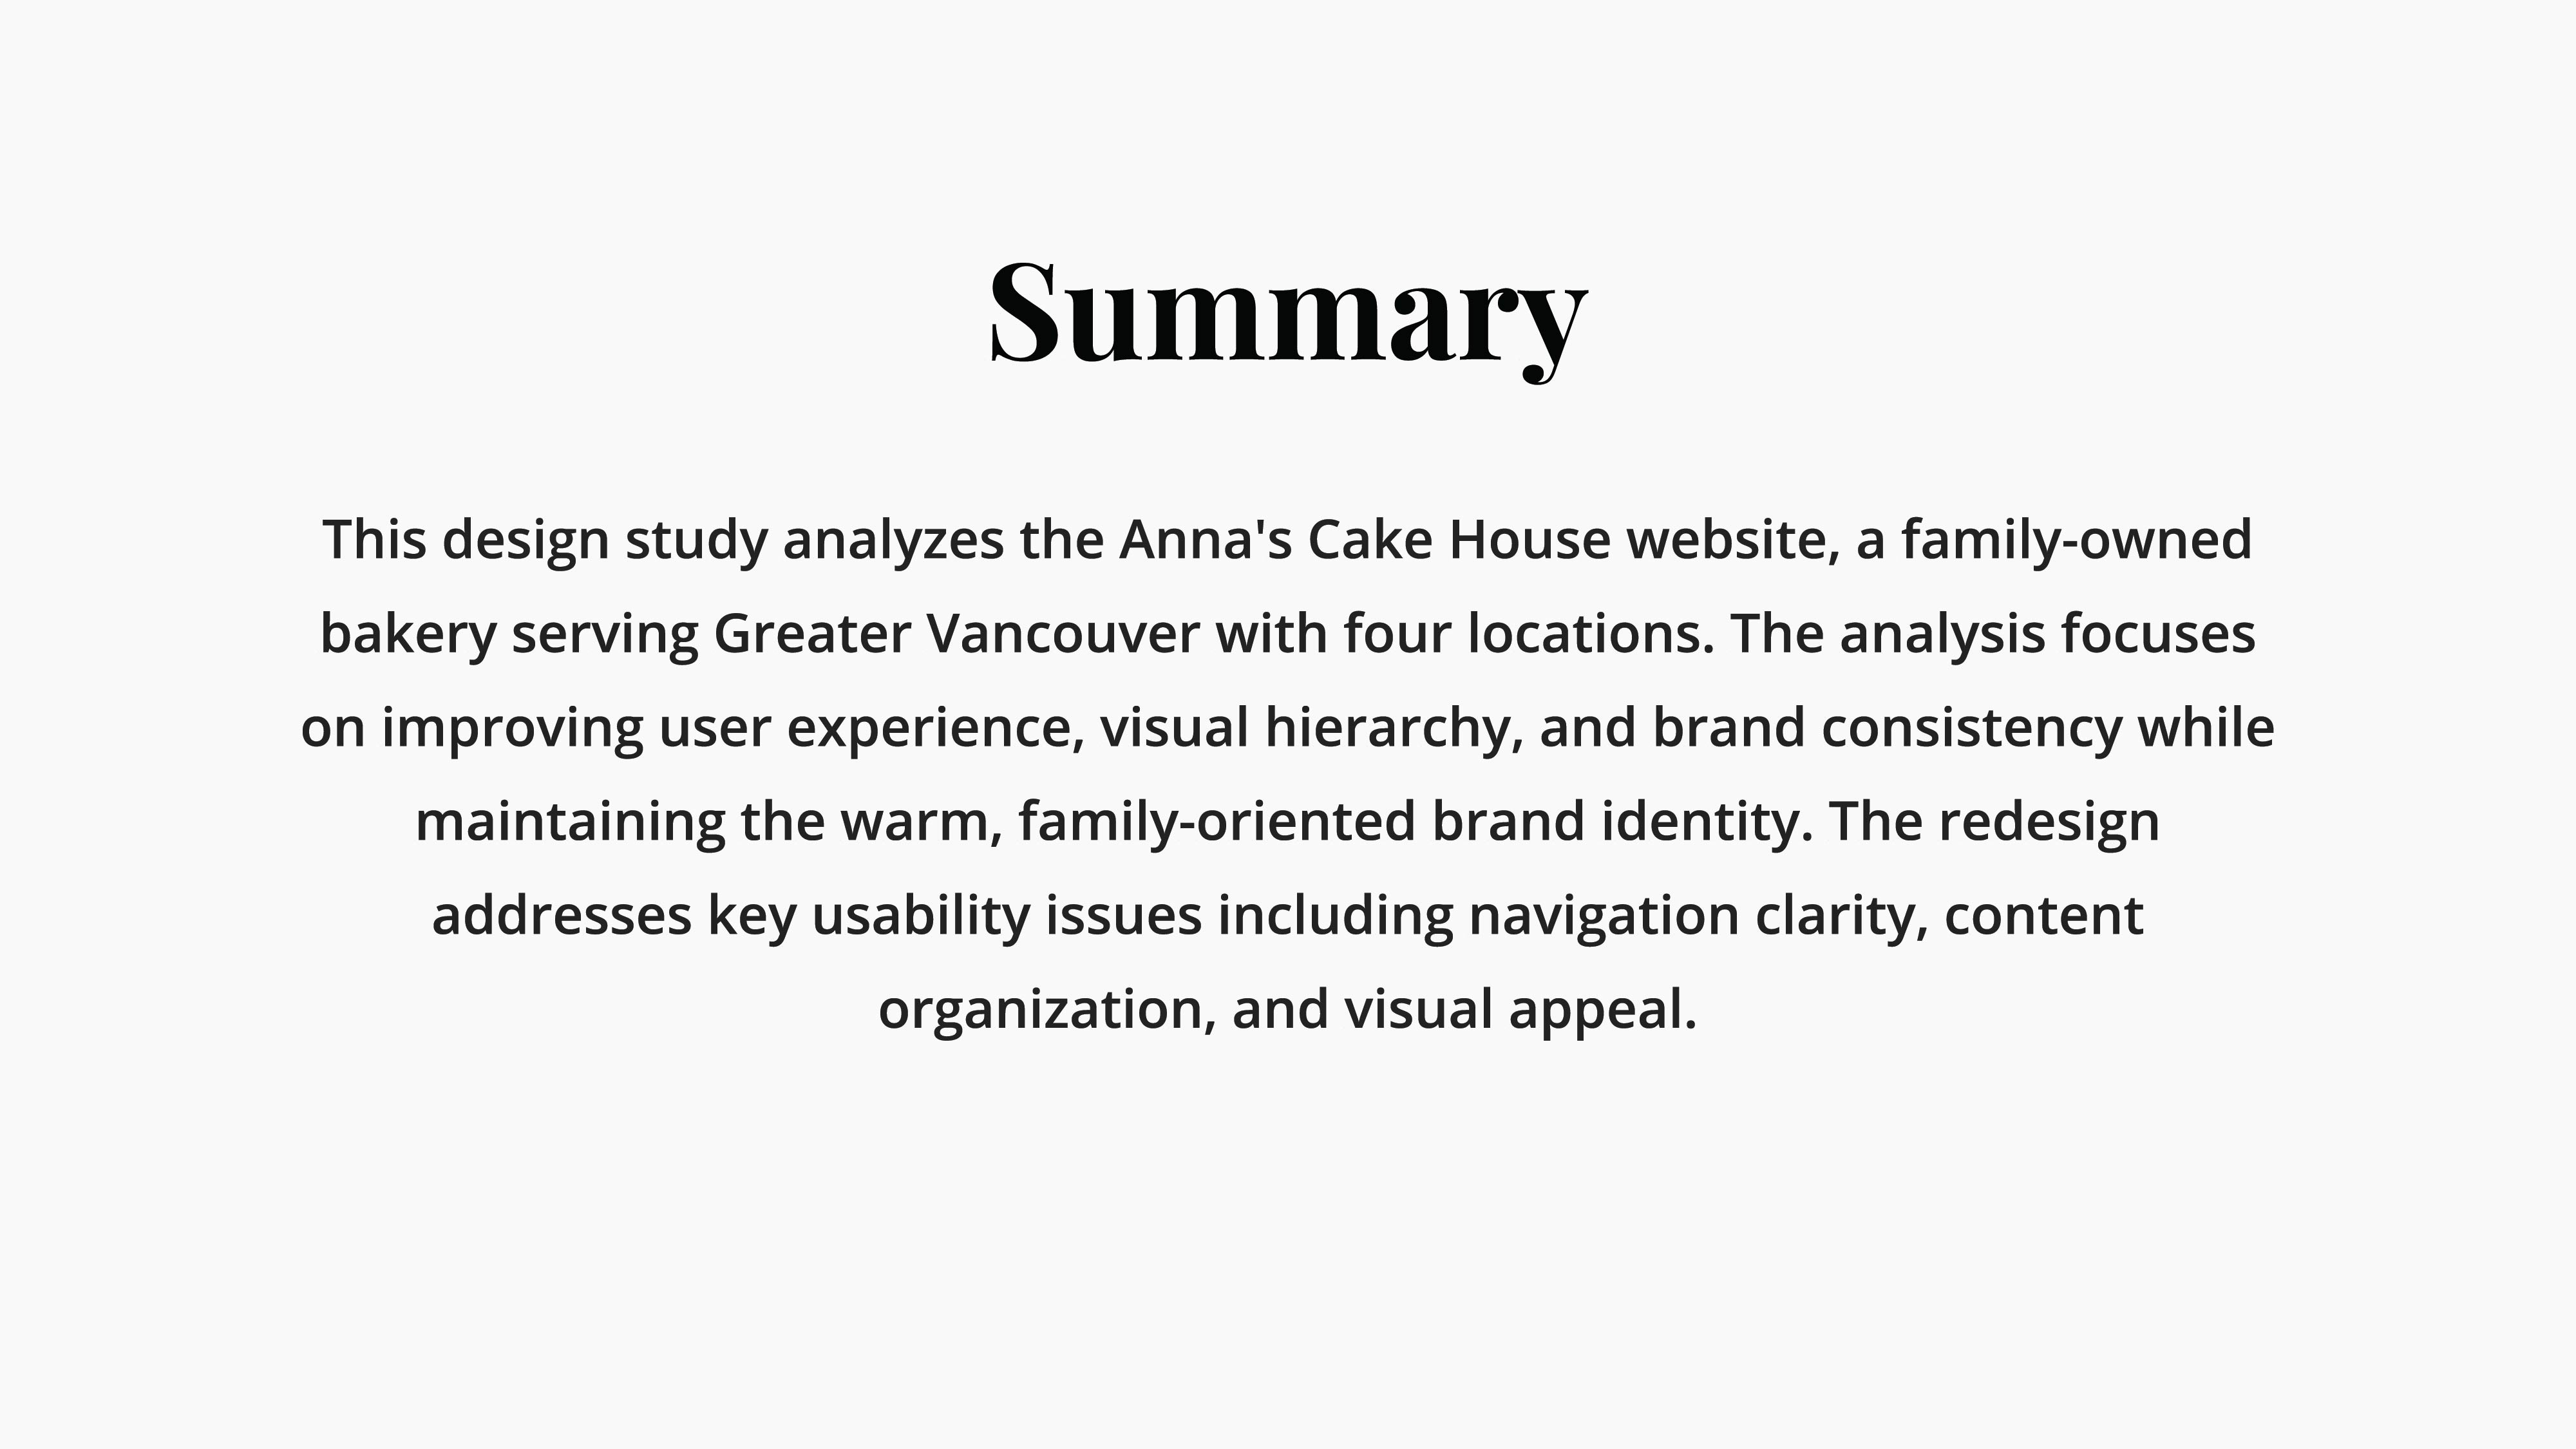 Summary
This design study analyzes the Anna's Cake House website, a family-owned
bakery serving Greater Vancouver with four locations. The analysis focuses
on improving user experience, visual hierarchy, and brand consistency while
maintaining the warm, family-oriented brand identity. The redesign
addresses key usability issues including navigation clarity, content
organization, and visual appeal.